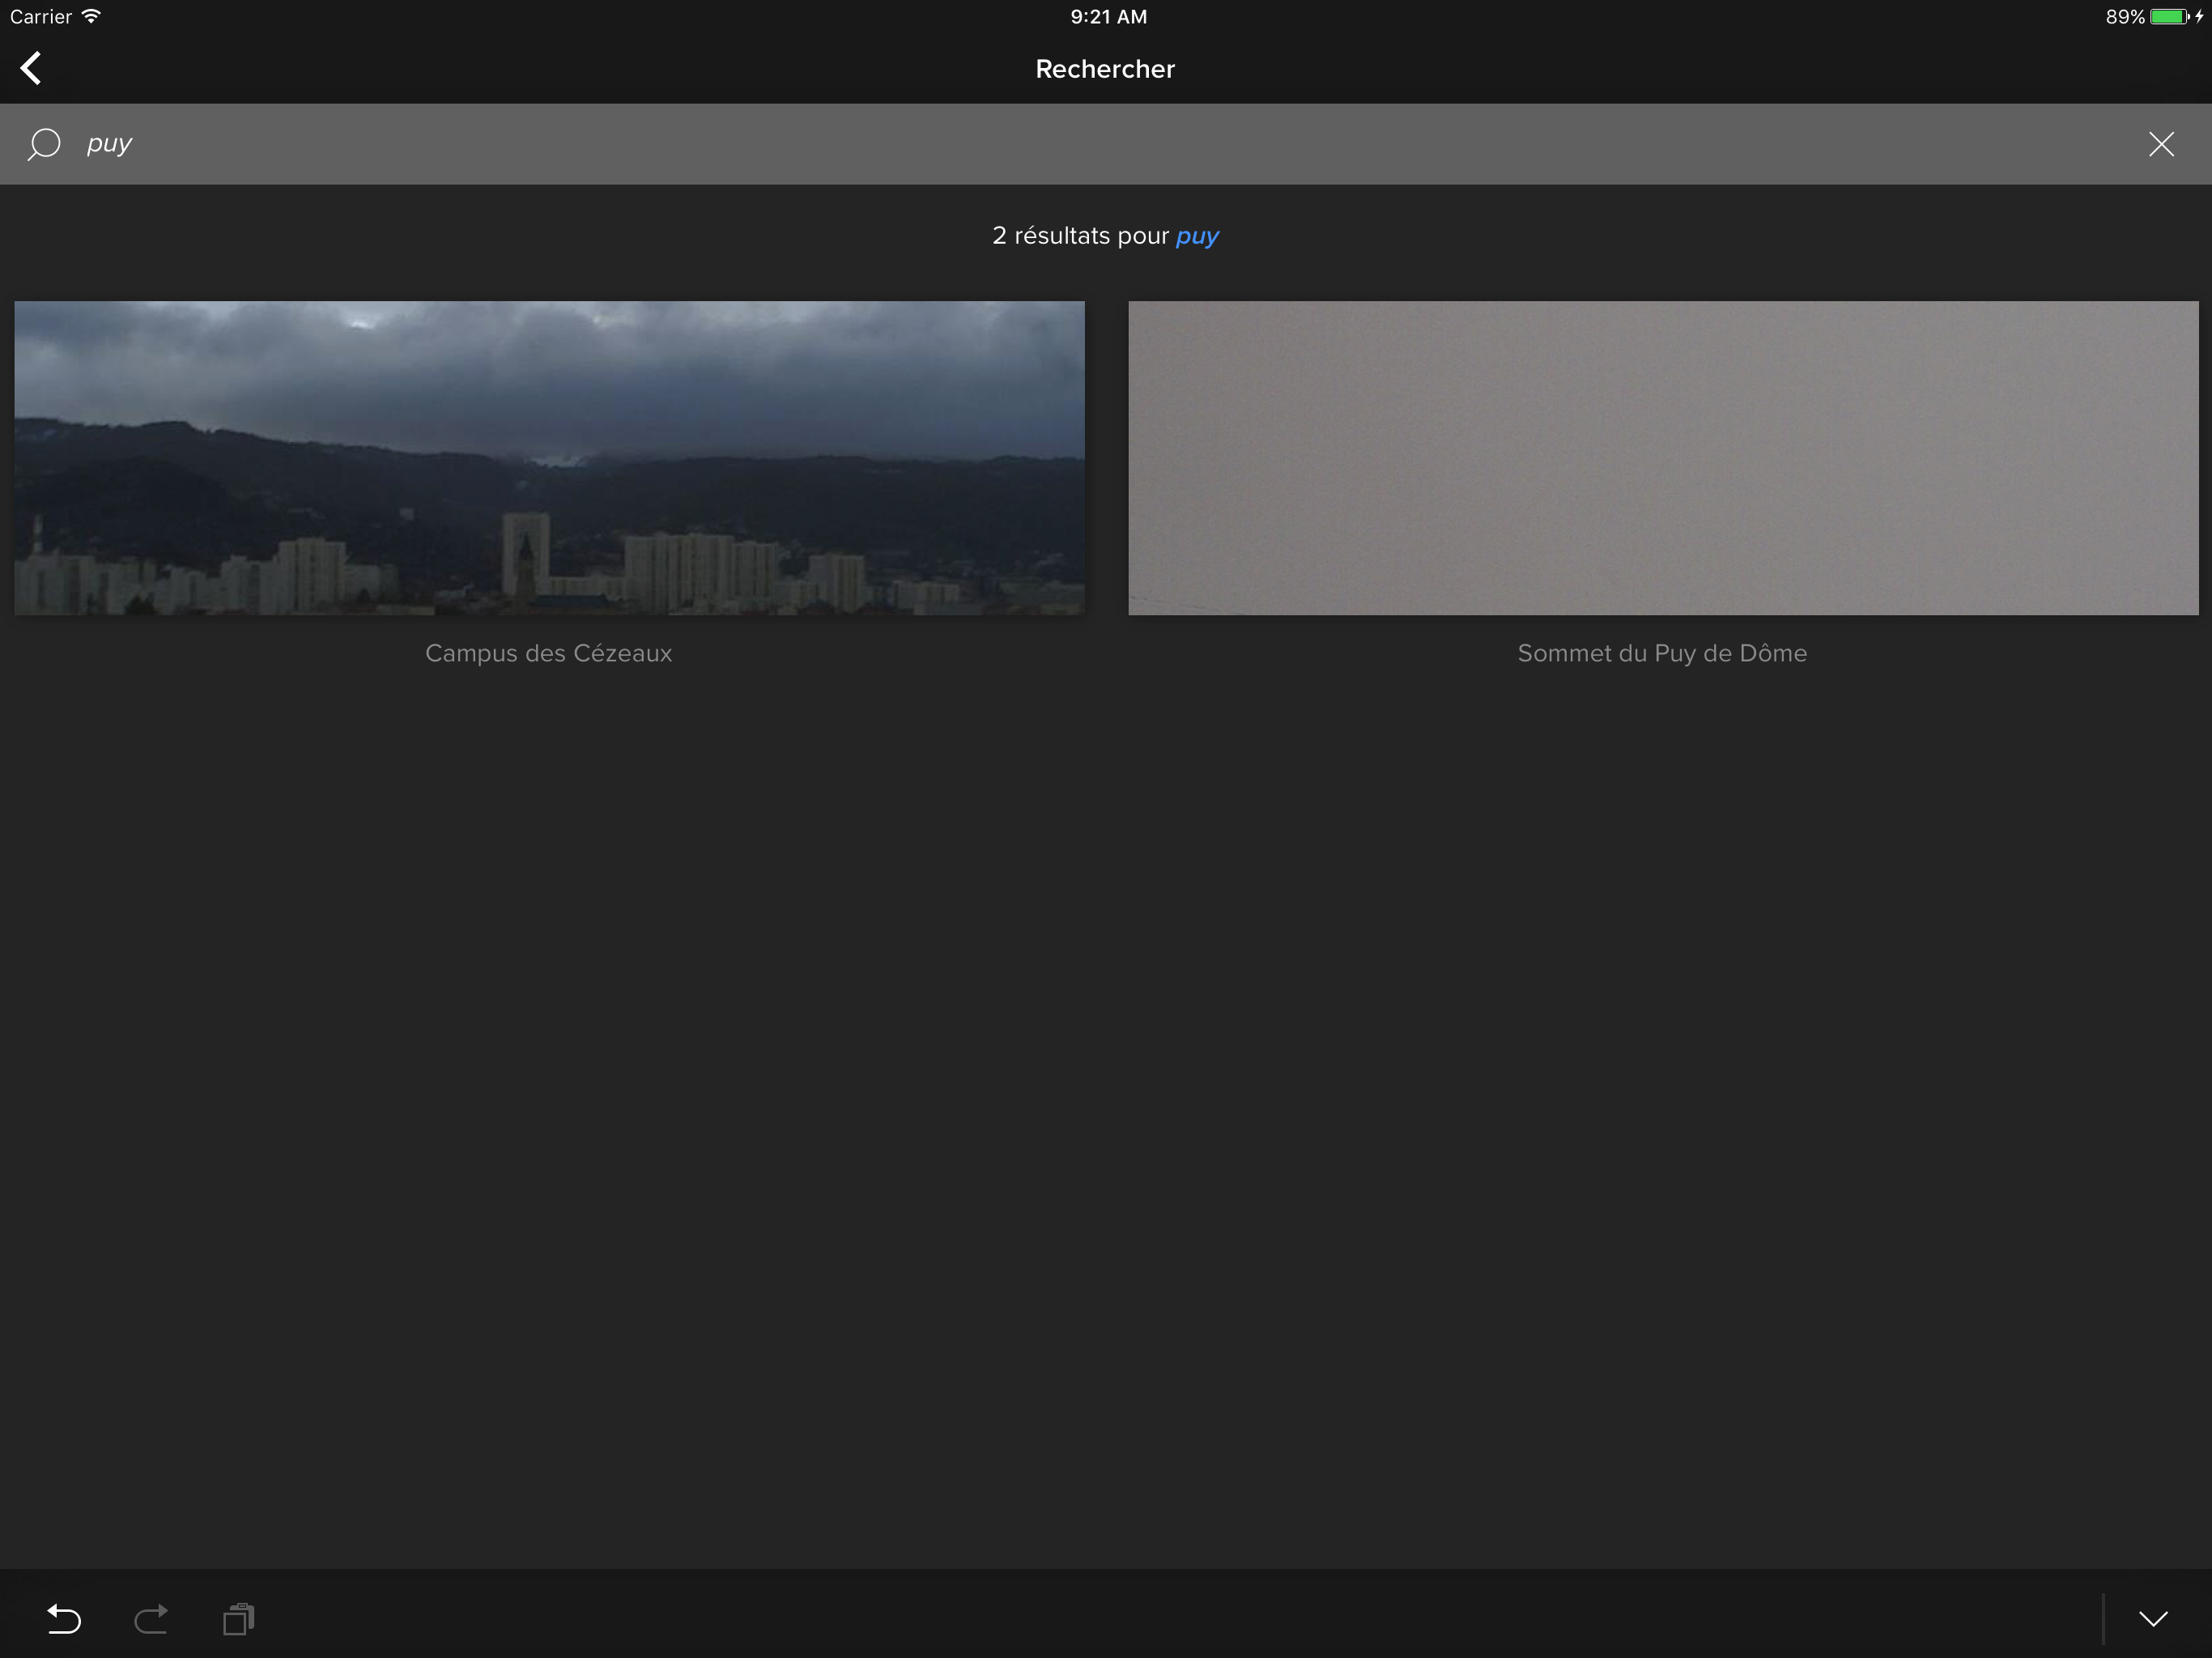 Carrier 9:21 AM 89%
Rechercher
puy
2 résultats pour puy
Campus des Cézeaux
Sommet du Puy de Dôme